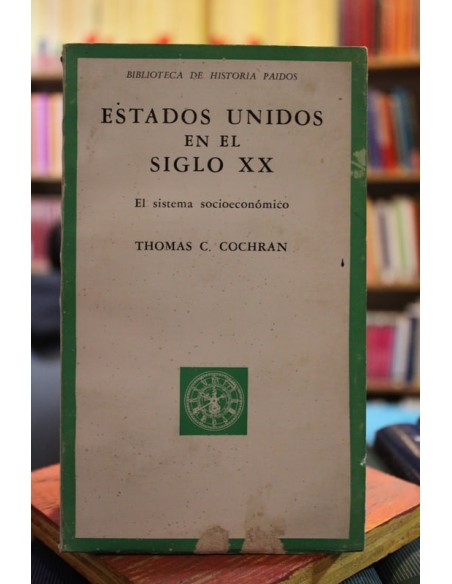 BIBLIOTECA DE HISTORIA PAIDOS
ESTADOS UNIDOS
EN EL
SIGLO XX
El sistema socioeconómico
THOMAS C. COCHRAN